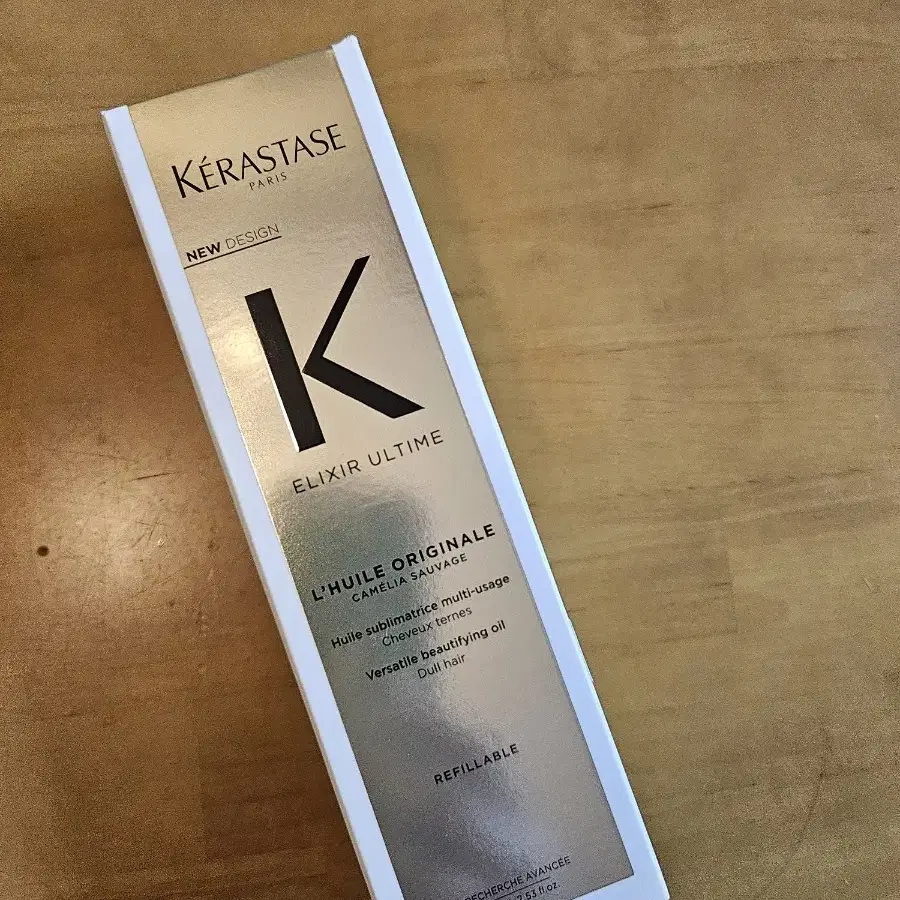 KÉRASTASE
PARIS
NEW DESIGN
K
ELIXIR ULTIME
L'HUILE ORIGINALE
CAMÉLIA SAUVAGE
Huile sublimatrice multi-usage
Cheveux ternes
Versatile beautifying oil
Dull hair
REFILLABLE
RECHERCHE AVANCÉE
2.53 fl.oz.